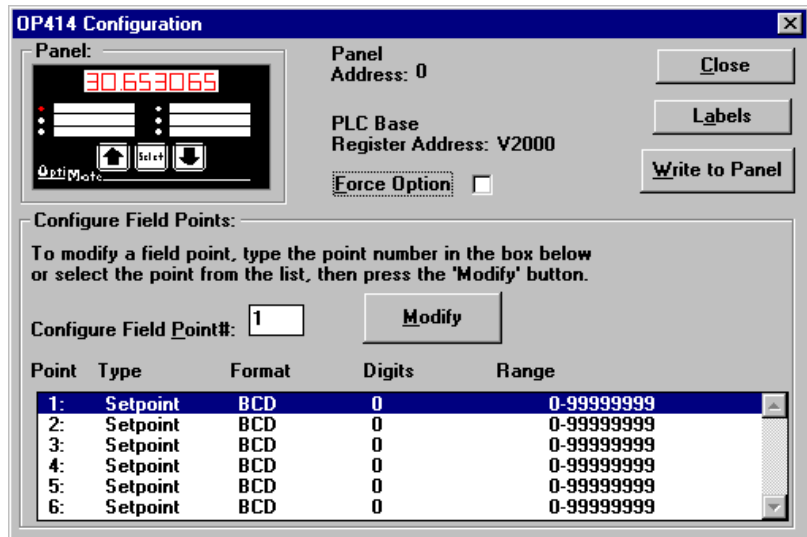 OP414 Configuration
Panel:
30.653065
Select
OptiMate
Panel
Address: 0
PLC Base
Register Address: V2000
Force Option
Close
Labels
Write to Panel
Configure Field Points:
To modify a field point, type the point number in the box below
or select the point from the list, then press the 'Modify' button.
Configure Field Point#: 1
Modify
Point Type Format Digits Range
1: Setpoint BCD 0 0-99999999
2: Setpoint BCD 0 0-99999999
3: Setpoint BCD 0 0-99999999
4: Setpoint BCD 0 0-99999999
5: Setpoint BCD 0 0-99999999
6: Setpoint BCD 0 0-99999999